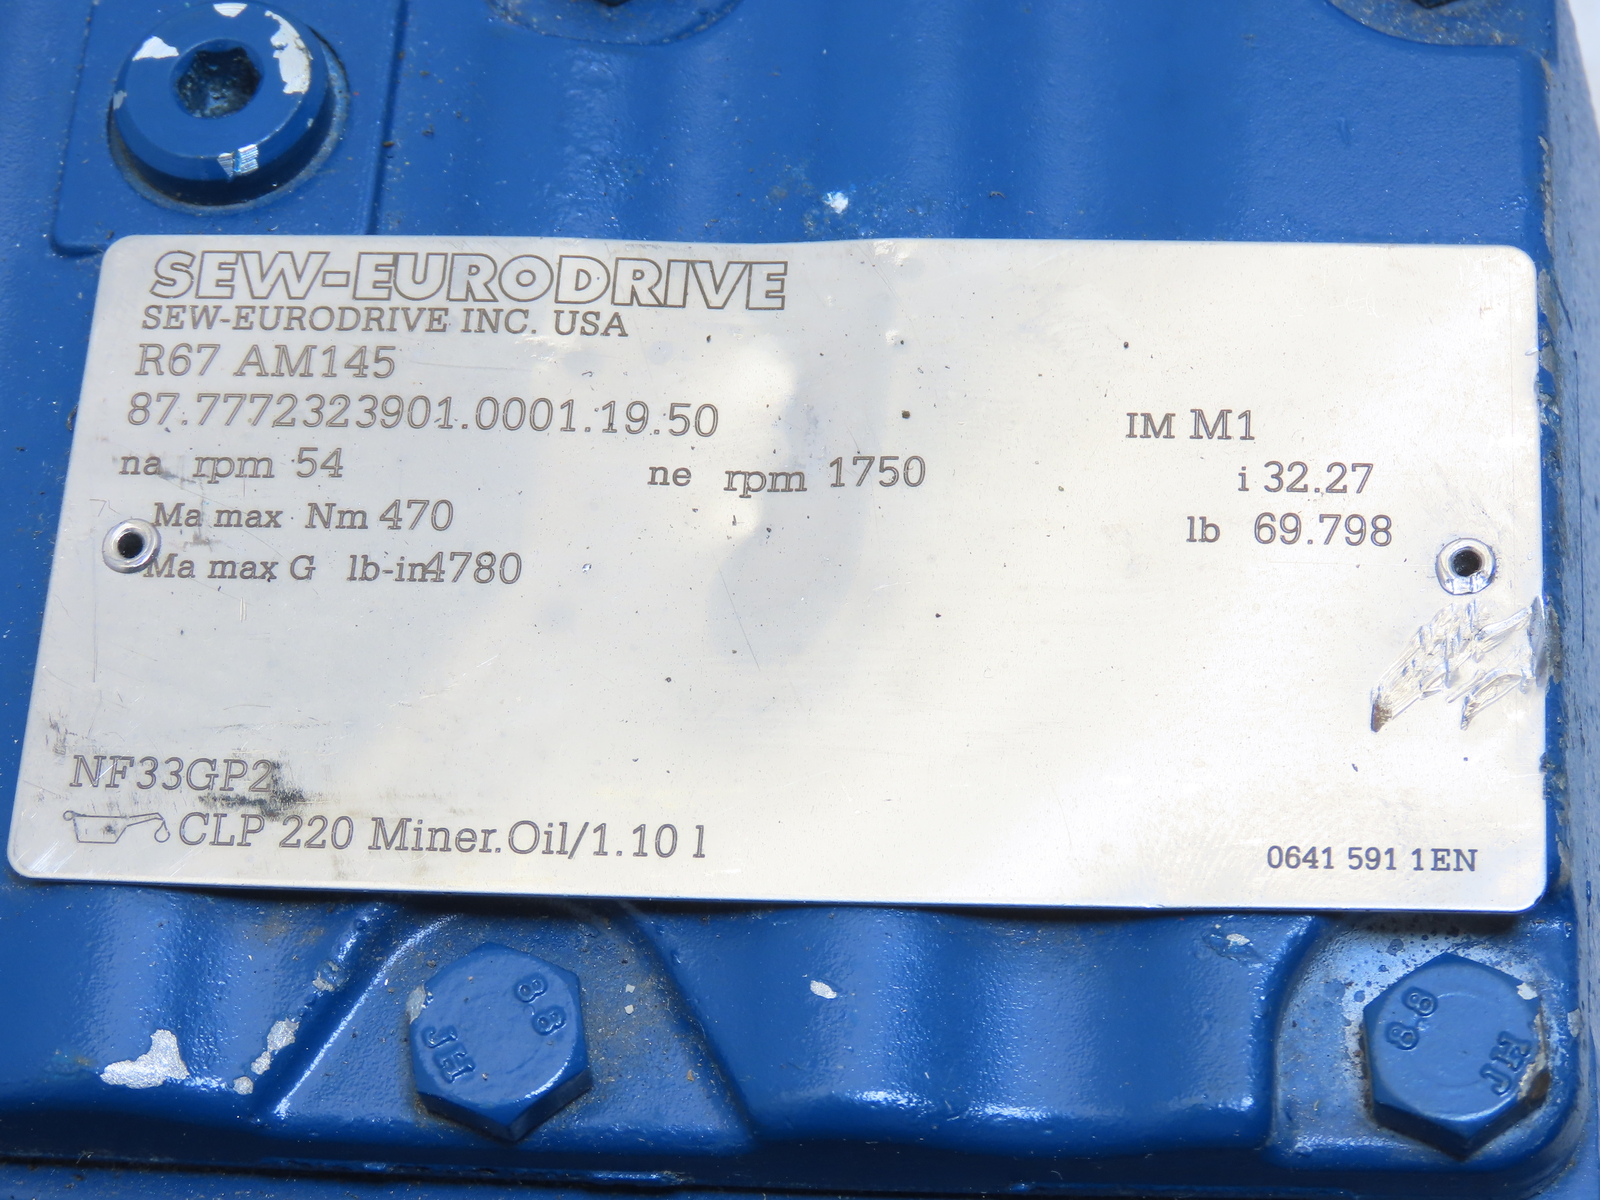 SEW-EURODRIVE
SEW-EURODRIVE INC. USA
R67 AM145
87.7772323901.0001.19.50
IM M1
na rpm 54 ne rpm 1750 i 32.27
Ma max Nm 470 lb 69.798
Ma max G lb-in 4780
NF33GP2
CLP 220 Miner.Oil/1.10 l
0641 591 1EN
8.8
JH
8.8
JH